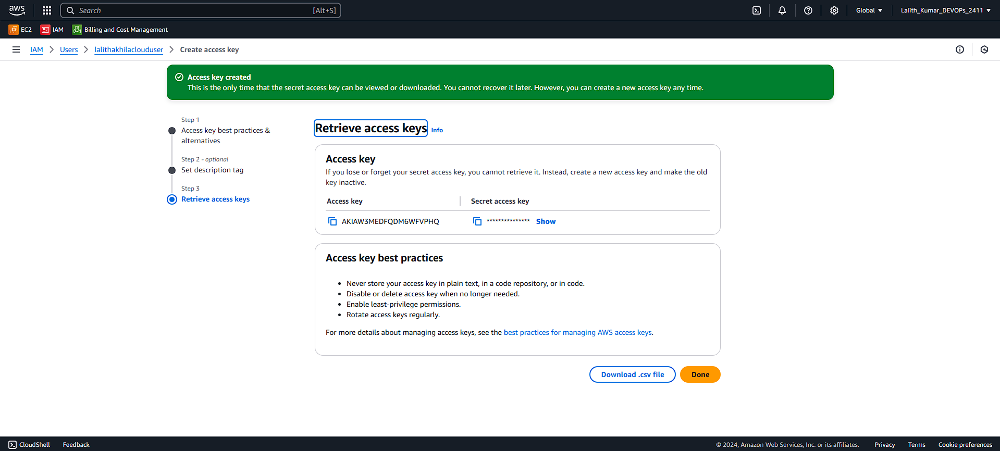 aws
Search [Alt+S]
Global
Lalith_Kumar_DEVOPs_2411
EC2
IAM
Billing and Cost Management
IAM
Users
lalithakhilaclouduser
Create access key
Access key created
This is the only time that the secret access key can be viewed or downloaded. You cannot recover it later. However, you can create a new access key any time.
Step 1
Access key best practices &
alternatives
Step 2 - optional
Set description tag
Step 3
Retrieve access keys
Retrieve access keys Info
Access key
If you lose or forget your secret access key, you cannot retrieve it. Instead, create a new access key and make the old
key inactive.
Access key Secret access key
AKIAW3MEDFQDM6WFVPHQ *************** Show
Access key best practices
• Never store your access key in plain text, in a code repository, or in code.
• Disable or delete access key when no longer needed.
• Enable least-privilege permissions.
• Rotate access keys regularly.
For more details about managing access keys, see the best practices for managing AWS access keys.
Download .csv file Done
CloudShell Feedback © 2024, Amazon Web Services, Inc. or its affiliates. Privacy Terms Cookie preferences